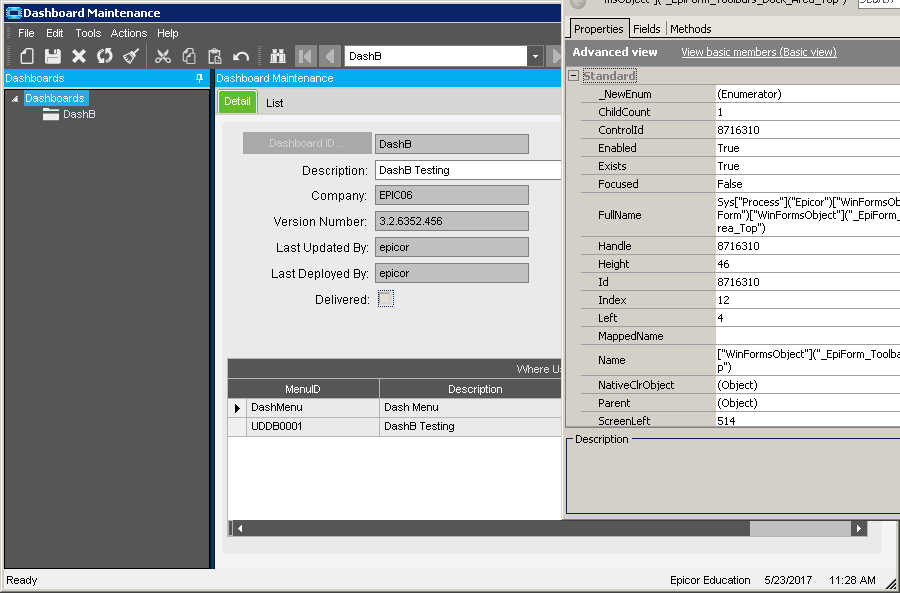 Dashboard Maintenance
File Edit Tools Actions Help
DashB
Dashboards
Dashboards
DashB
Dashboard Maintenance
Detail List
Dashboard ID... DashB
Description: DashB Testing
Company: EPIC06
Version Number: 3.2.6352.456
Last Updated By: epicor
Last Deployed By: epicor
Delivered:
Where Us
MenuID Description
DashMenu Dash Menu
UDDB0001 DashB Testing
Ready Epicor Education 5/23/2017 11:28 AM
msObject"]("_EpiForm_Toolbars_Dock_Area_Top")
Search
Properties Fields Methods
Advanced view View basic members (Basic view)
Standard
_NewEnum (Enumerator)
ChildCount 1
ControlId 8716310
Enabled True
Exists True
Focused False
FullName Sys["Process"]("Epicor")["WinFormsOb
Form")["WinFormsObject"]("_EpiForm_
rea_Top")
Handle 8716310
Height 46
Id 8716310
Index 12
Left 4
MappedName
Name ["WinFormsObject"]("_EpiForm_Toolba
p")
NativeClrObject (Object)
Parent (Object)
ScreenLeft 514
Description